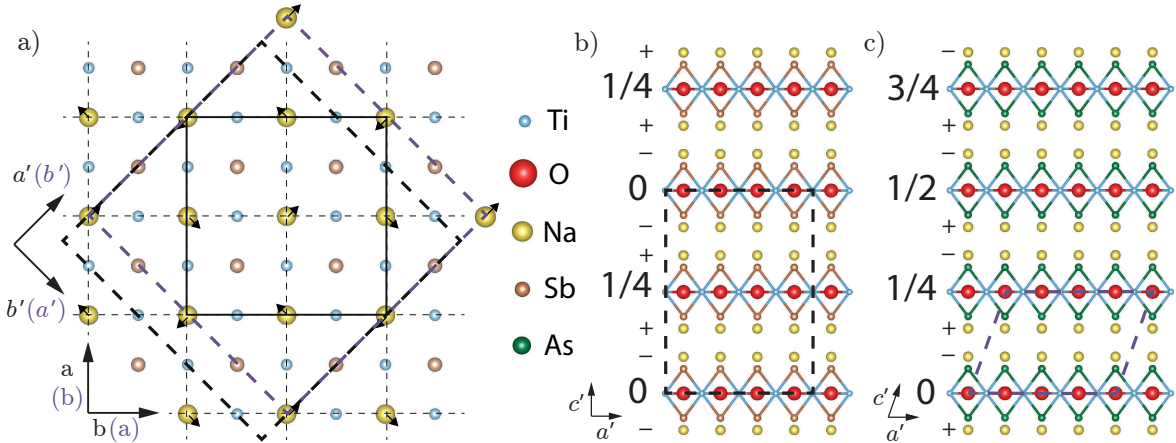 a)
a′(b′)
b′(a′)
a
(b)
b(a)
Ti
O
Na
Sb
As
b)
+
1/4
+
−
0
−
+
1/4
+
−
0
−
c′
a′
c)
−
3/4
+
−
1/2
+
−
1/4
+
−
0
+
c′
a′